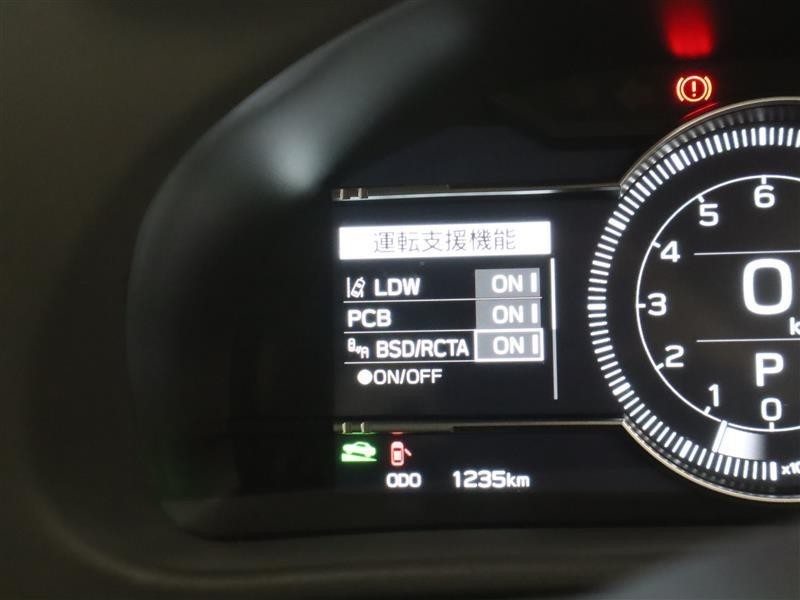 運転支援機能
LDW ON
PCB ON
BSD/RCTA ON
●ON/OFF
ODO 1235km
6
5
4
3
2
1
0
0
P